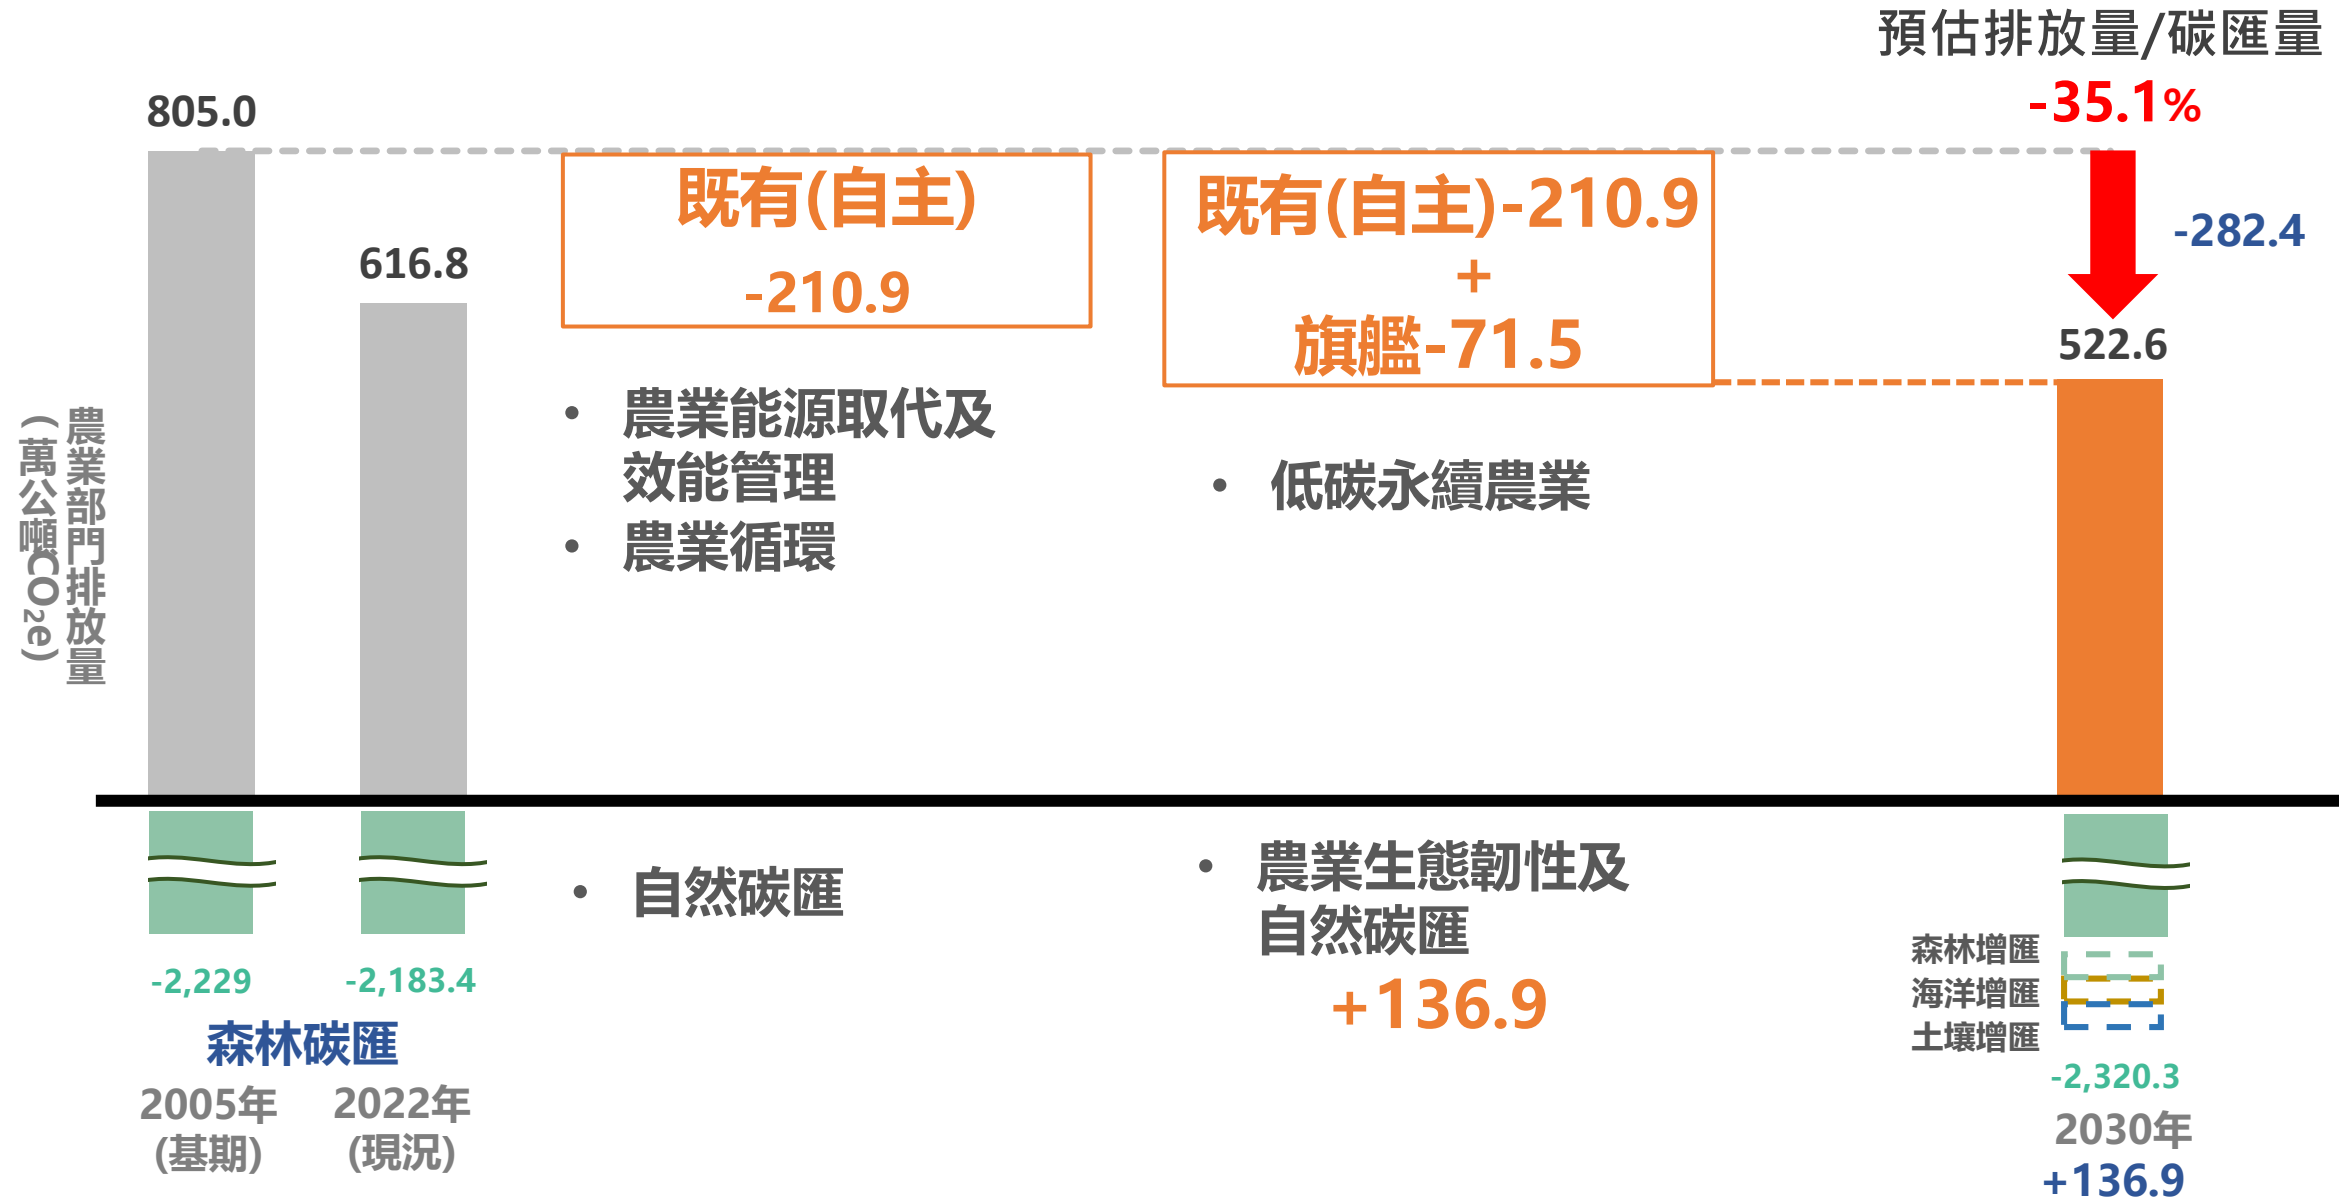 預估排放量/碳匯量
-35.1%
805.0
616.8
既有(自主)
-210.9
既有(自主)-210.9
+
旗艦-71.5
-282.4
522.6
農業部門排放量
(萬公噸CO₂e)
• 農業能源取代及
效能管理
• 農業循環
• 低碳永續農業
• 自然碳匯
• 農業生態韌性及
自然碳匯
+136.9
森林增匯
海洋增匯
土壤增匯
-2,229
-2,183.4
-2,320.3
森林碳匯
2005年
(基期)
2022年
(現況)
2030年
+136.9